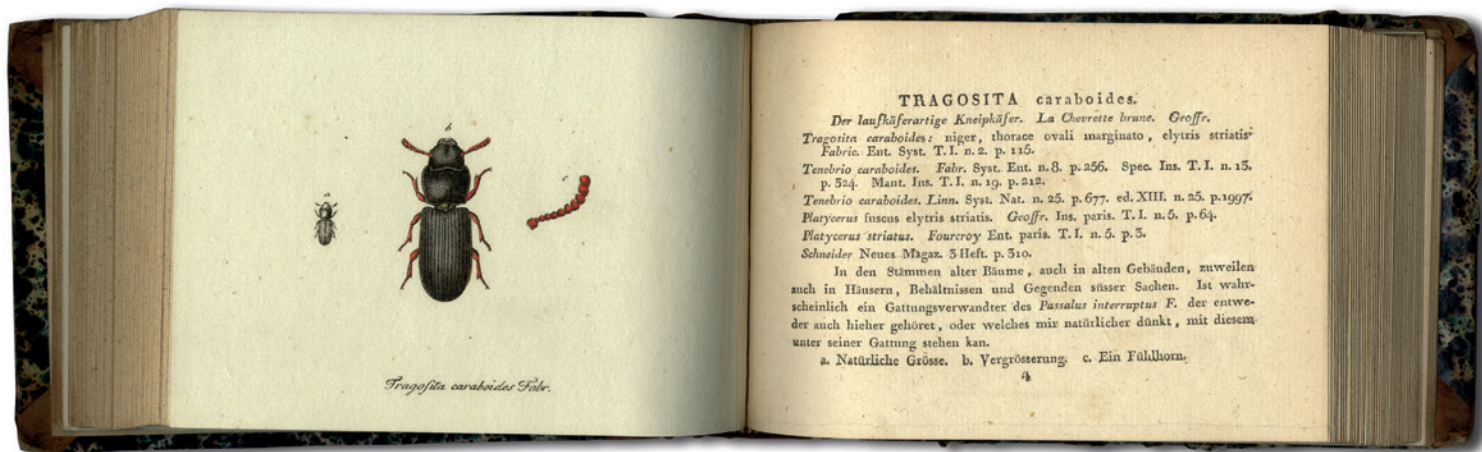 a
b
c
Tragosita caraboides Fabr.
TRAGOSITA caraboides.
Der laufkäferartige Kneipkäfer. La Chevrette brune. Geoffr.
Tragosita caraboides: niger, thorace ovali marginato, elytris striatis
Fabric. Ent. Syst. T. I. n. 2. p. 115.
Tenebrio caraboides. Fabr. Syst. Ent. n. 8. p. 256. Spec. Ins. T. I. n. 13.
p. 324. Mant. Ins. T. I. n. 19. p. 212.
Tenebrio caraboides. Linn. Syst. Nat. n. 25. p. 677. ed. XIII. n. 25. p. 1997.
Platycerus fuscus elytris striatis. Geoffr. Ins. paris. T. I. n. 5. p. 64.
Platycerus striatus. Fourcroy Ent. paris. T. I. n. 5. p. 3.
Schneider Neues Magaz. 3 Heft. p. 310.
In den Stämmen alter Bäume, auch in alten Gebäuden, zuweilen
auch in Häusern, Behältnissen und Gegenden süsser Sachen. Ist wahr-
scheinlich ein Gattungsverwandter des Passalus interruptus F. der entwe-
der auch hieher gehöret, oder welches mir natürlicher dünkt, mit diesem
unter seiner Gattung stehen kan.
a. Natürliche Grösse. b. Vergrösserung. c. Ein Fühlhorn.
4